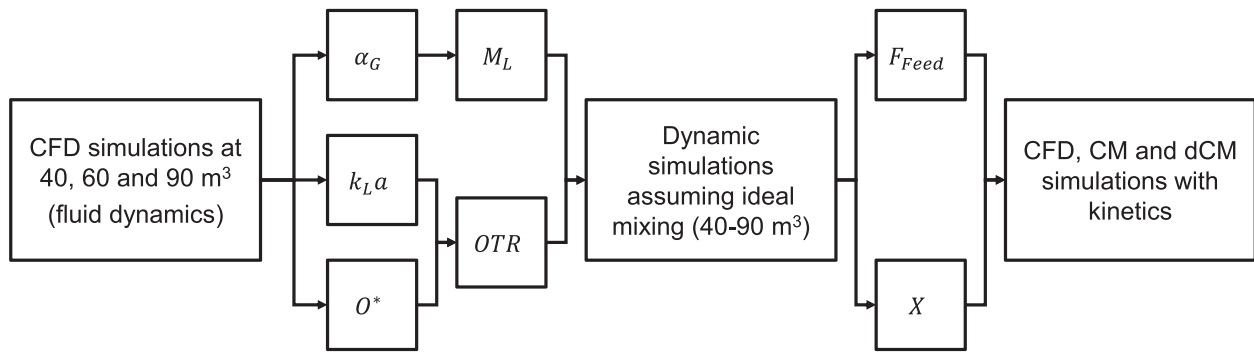 CFD simulations at
40, 60 and 90 m³
(fluid dynamics)
α_G
M_L
k_L a
O*
OTR
Dynamic
simulations
assuming ideal
mixing (40-90 m³)
F_Feed
X
CFD, CM and dCM
simulations with
kinetics